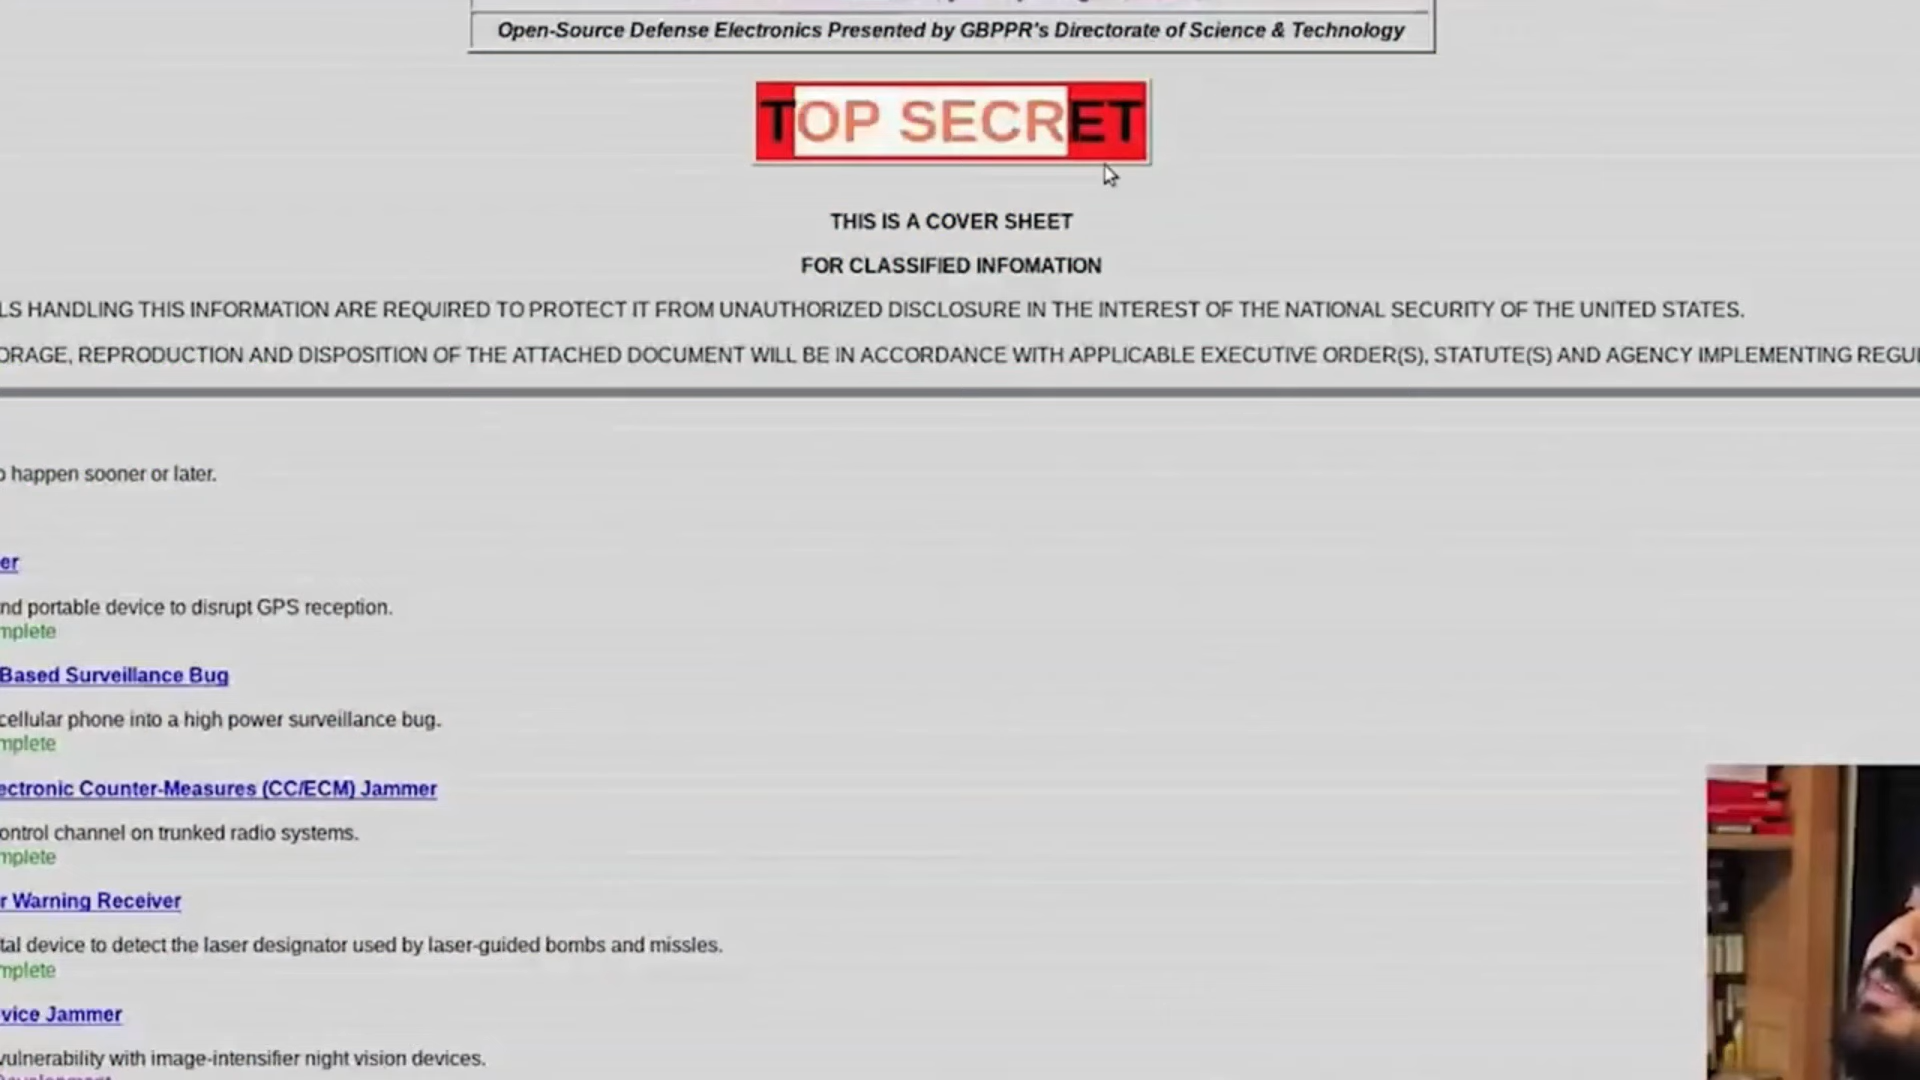 Open-Source Defense Electronics Presented by GBPPR's Directorate of Science & Technology
TOP SECRET
THIS IS A COVER SHEET
FOR CLASSIFIED INFOMATION
LS HANDLING THIS INFORMATION ARE REQUIRED TO PROTECT IT FROM UNAUTHORIZED DISCLOSURE IN THE INTEREST OF THE NATIONAL SECURITY OF THE UNITED STATES.
ORAGE, REPRODUCTION AND DISPOSITION OF THE ATTACHED DOCUMENT WILL BE IN ACCORDANCE WITH APPLICABLE EXECUTIVE ORDER(S), STATUTE(S) AND AGENCY IMPLEMENTING REGUL
o happen sooner or later.
er
nd portable device to disrupt GPS reception.
mplete
Based Surveillance Bug
cellular phone into a high power surveillance bug.
mplete
ectronic Counter-Measures (CC/ECM) Jammer
ontrol channel on trunked radio systems.
mplete
r Warning Receiver
tal device to detect the laser designator used by laser-guided bombs and missles.
mplete
vice Jammer
vulnerability with image-intensifier night vision devices.